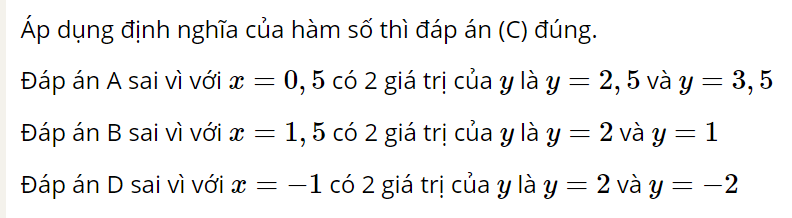 Áp dụng định nghĩa của hàm số thì đáp án (C) đúng.
Đáp án A sai vì với x = 0, 5 có 2 giá trị của y là y = 2, 5 và y = 3, 5
Đáp án B sai vì với x = 1, 5 có 2 giá trị của y là y = 2 và y = 1
Đáp án D sai vì với x = −1 có 2 giá trị của y là y = 2 và y = −2